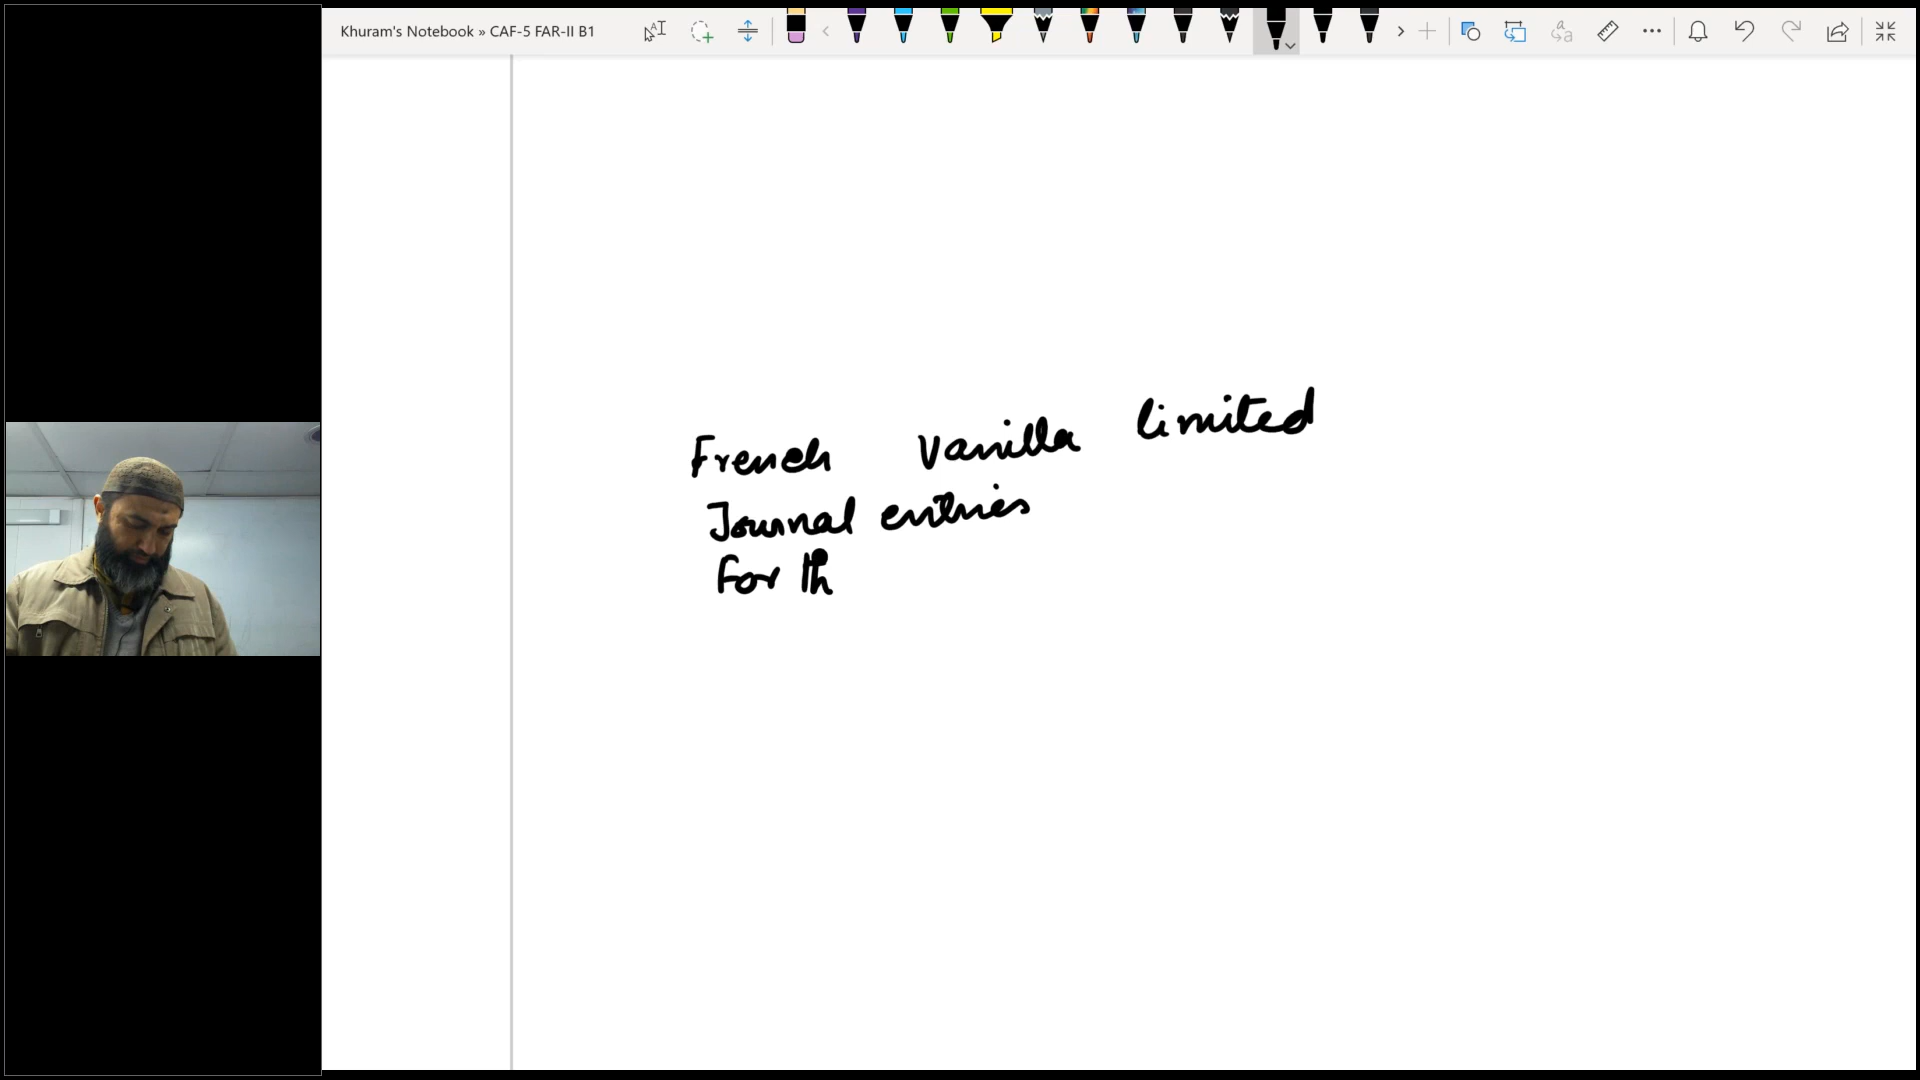 Khuram's Notebook » CAF-5 FAR-II B1
French Vanilla limited
Journal entries
For th